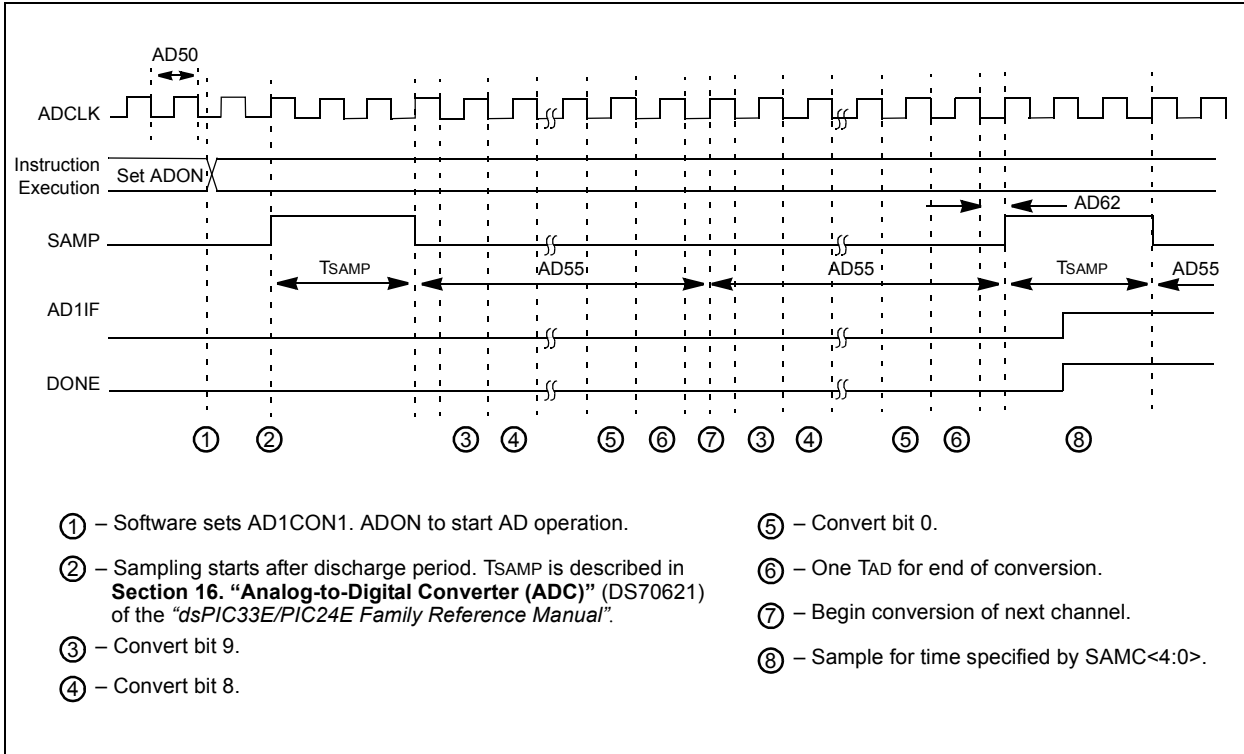 AD50
ADCLK
Instruction
Execution
Set ADON
AD62
SAMP
TSAMP
AD55
AD55
TSAMP
AD55
AD1IF
DONE
1 2 3 4 5 6 7 3 4 5 6 8
1 – Software sets AD1CON1. ADON to start AD operation.
2 – Sampling starts after discharge period. TSAMP is described in
Section 16. “Analog-to-Digital Converter (ADC)” (DS70621)
of the “dsPIC33E/PIC24E Family Reference Manual”.
3 – Convert bit 9.
4 – Convert bit 8.
5 – Convert bit 0.
6 – One TAD for end of conversion.
7 – Begin conversion of next channel.
8 – Sample for time specified by SAMC<4:0>.